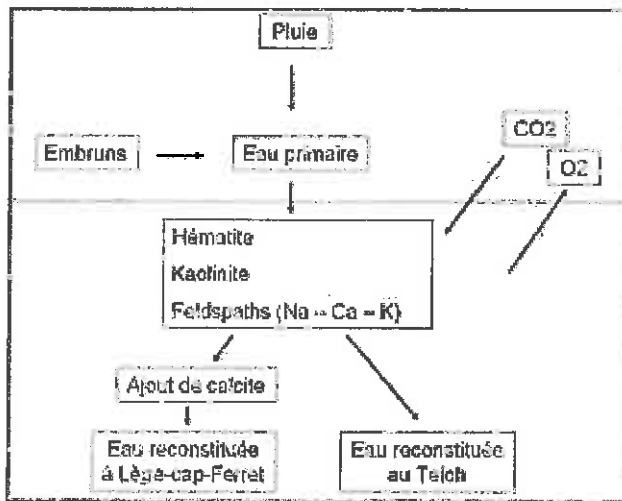 Pluie
CO2
O2
Embruns
Eau primaire
Hématite
Kaolinite
Feldspaths (Na – Ca – K)
Ajout de calcite
Eau reconstituée
à Lège-cap-Ferret
Eau reconstituée
au Teich